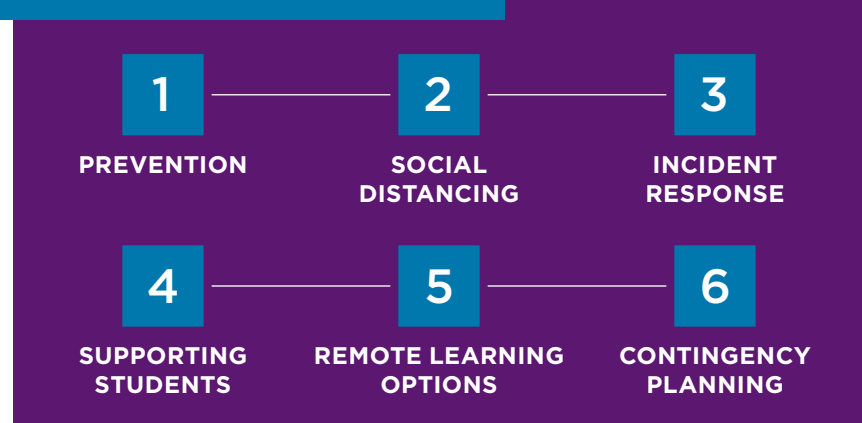 1
2
3
PREVENTION
SOCIAL
DISTANCING
INCIDENT
RESPONSE
4
5
6
SUPPORTING
STUDENTS
REMOTE LEARNING
OPTIONS
CONTINGENCY
PLANNING